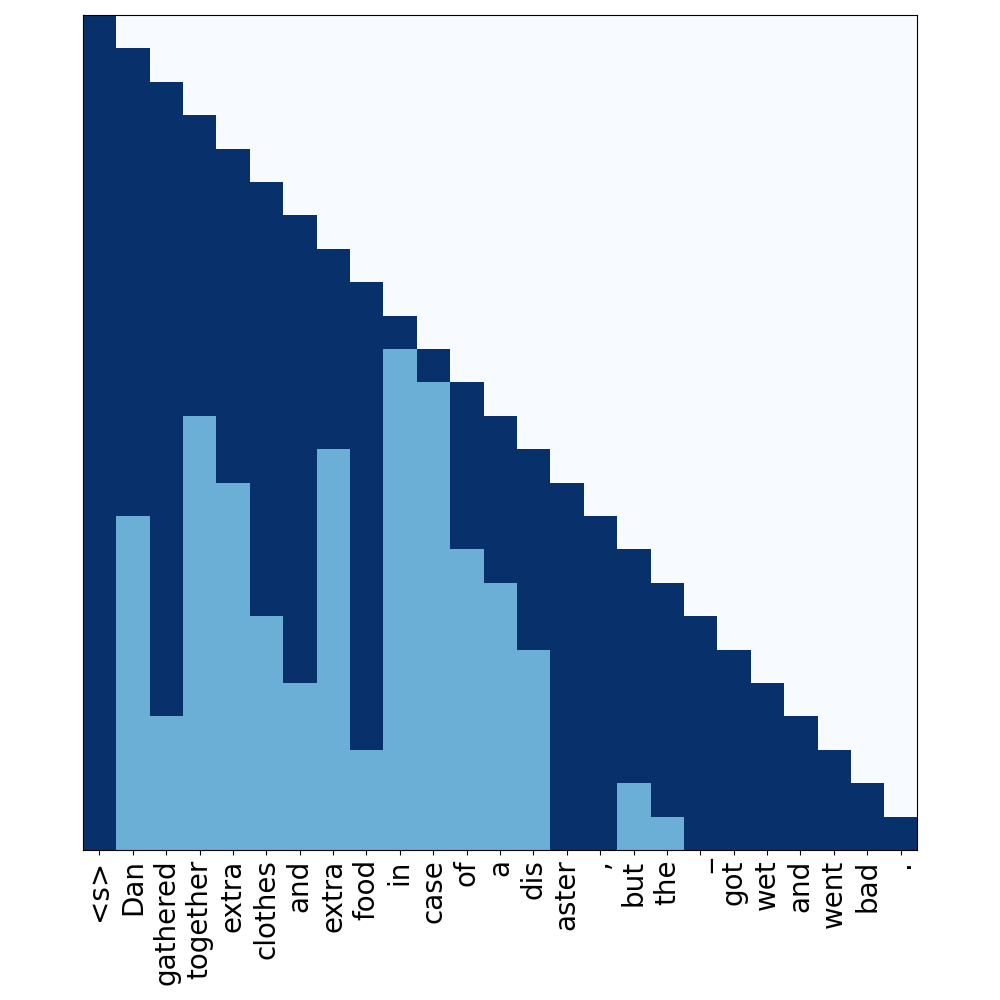 <s> Dan gathered together extra clothes and extra food in case of a dis aster , but the _ got wet and went bad .